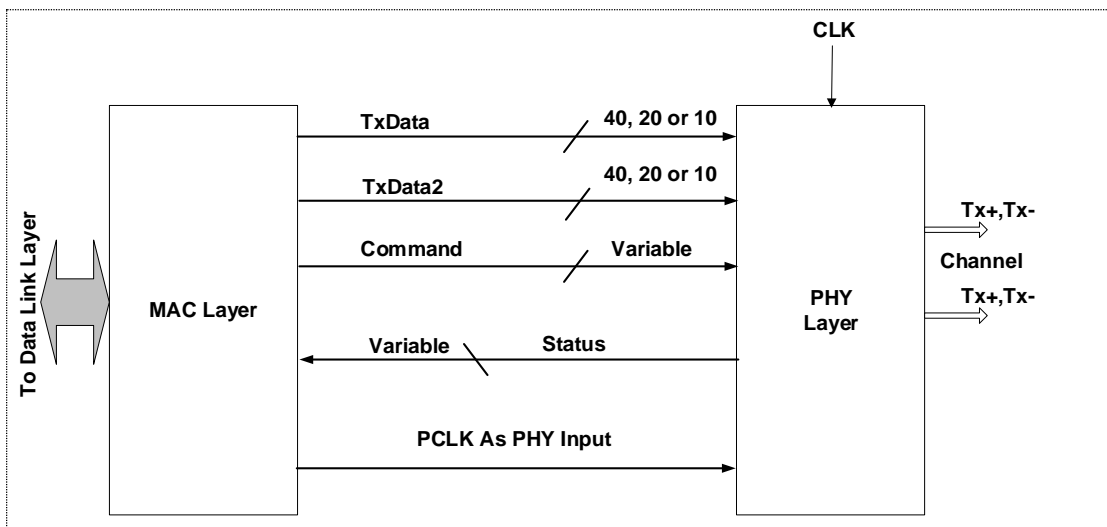 CLK
TxData
40, 20 or 10
TxData2
40, 20 or 10
Command
Variable
Tx+,Tx-
Channel
Tx+,Tx-
To Data Link Layer
MAC Layer
PHY
Layer
Variable
Status
PCLK As PHY Input